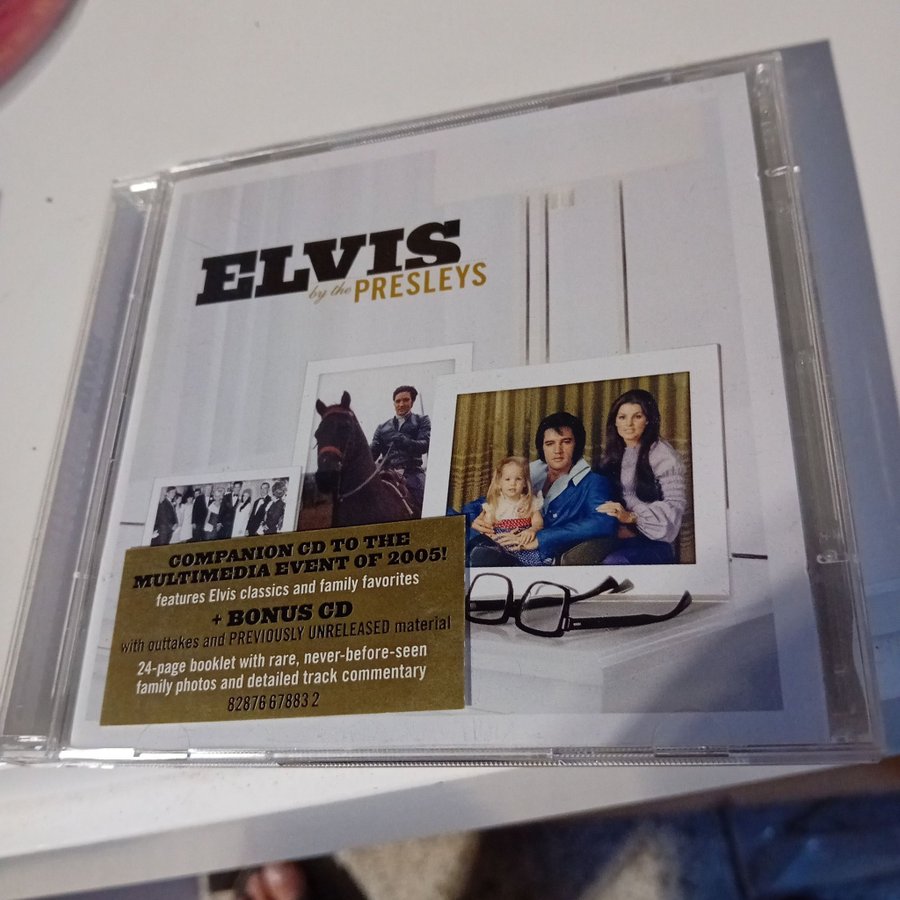 ELVIS
by the PRESLEYS
COMPANION CD TO THE
MULTIMEDIA EVENT OF 2005!
features Elvis classics and family favorites
+ BONUS CD
with outtakes and PREVIOUSLY UNRELEASED material
24-page booklet with rare, never-before-seen
family photos and detailed track commentary
82876 67883 2